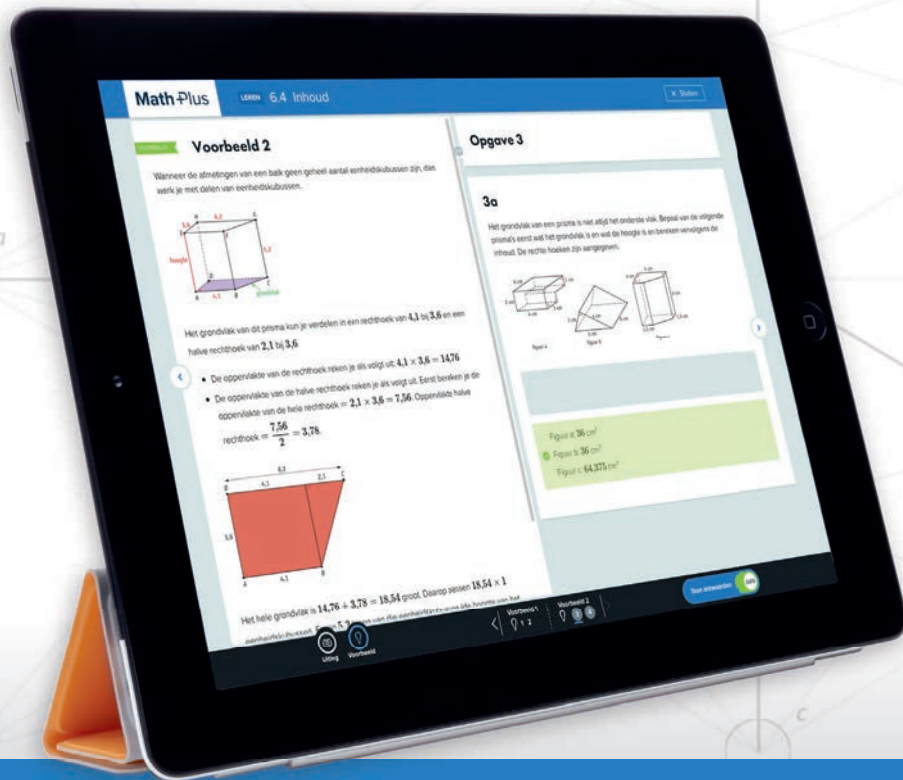 Math Plus
LEREN 6.4 Inhoud
× Sluiten
Voorbeeld 2
Wanneer de afmetingen van een balk geen geheel aantal eenheidskubussen zijn, dan
werk je met delen van eenheidskubussen.
hoogte
grondvlak
Het grondvlak van dit prisma kun je verdelen in een rechthoek van 4,1 bij 3,6 en een
halve rechthoek van 2,1 bij 3,6.
• De oppervlakte van de rechthoek reken je als volgt uit: 4,1 × 3,6 = 14,76
• De oppervlakte van de halve rechthoek reken je als volgt uit. Eerst bereken je de
oppervlakte van de hele rechthoek = 2,1 × 3,6 = 7,56. Oppervlakte halve
rechthoek = 7,56 / 2 = 3,78.
4,1 2,1
3,6
A 4,1 B
Het hele grondvlak is 14,76 + 3,78 = 18,54 groot. Daarop passen 18,54 × 1
Uitleg
Voorbeeld
Opgave 3
3a
Het grondvlak van een prisma is niet altijd het onderste vlak. Bepaal van de volgende
prisma's eerst wat het grondvlak is en wat de hoogte is en bereken vervolgens de
inhoud. De rechte hoeken zijn aangegeven.
figuur a
figuur b
Figuur a: 36 cm³
Figuur b: 36 cm³
Figuur c: 64,375 cm³
Voorbeeld 1
1 2
Voorbeeld 2
3 4
Toon antwoorden
AAN
C